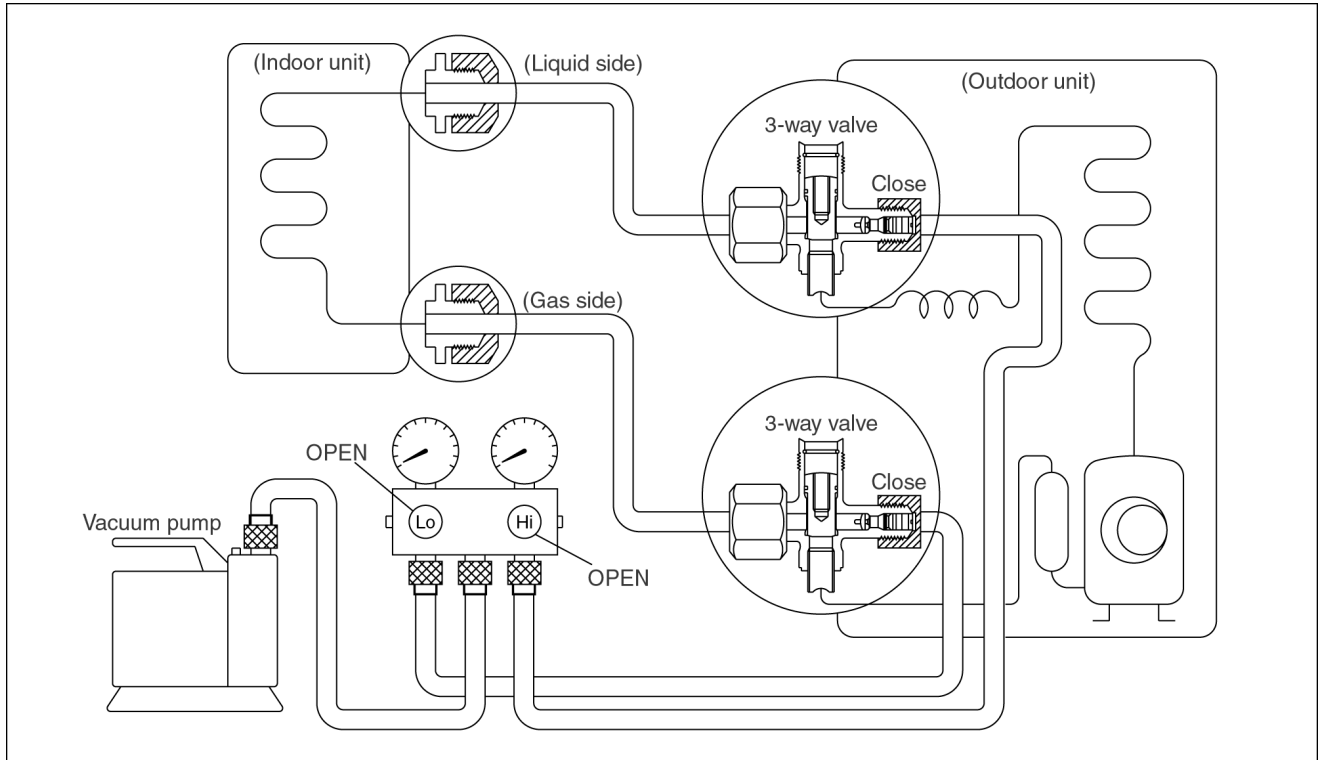 (Indoor unit)
(Liquid side)
(Outdoor unit)
3-way valve
Close
(Gas side)
3-way valve
Close
OPEN
Lo
Hi
Vacuum pump
OPEN